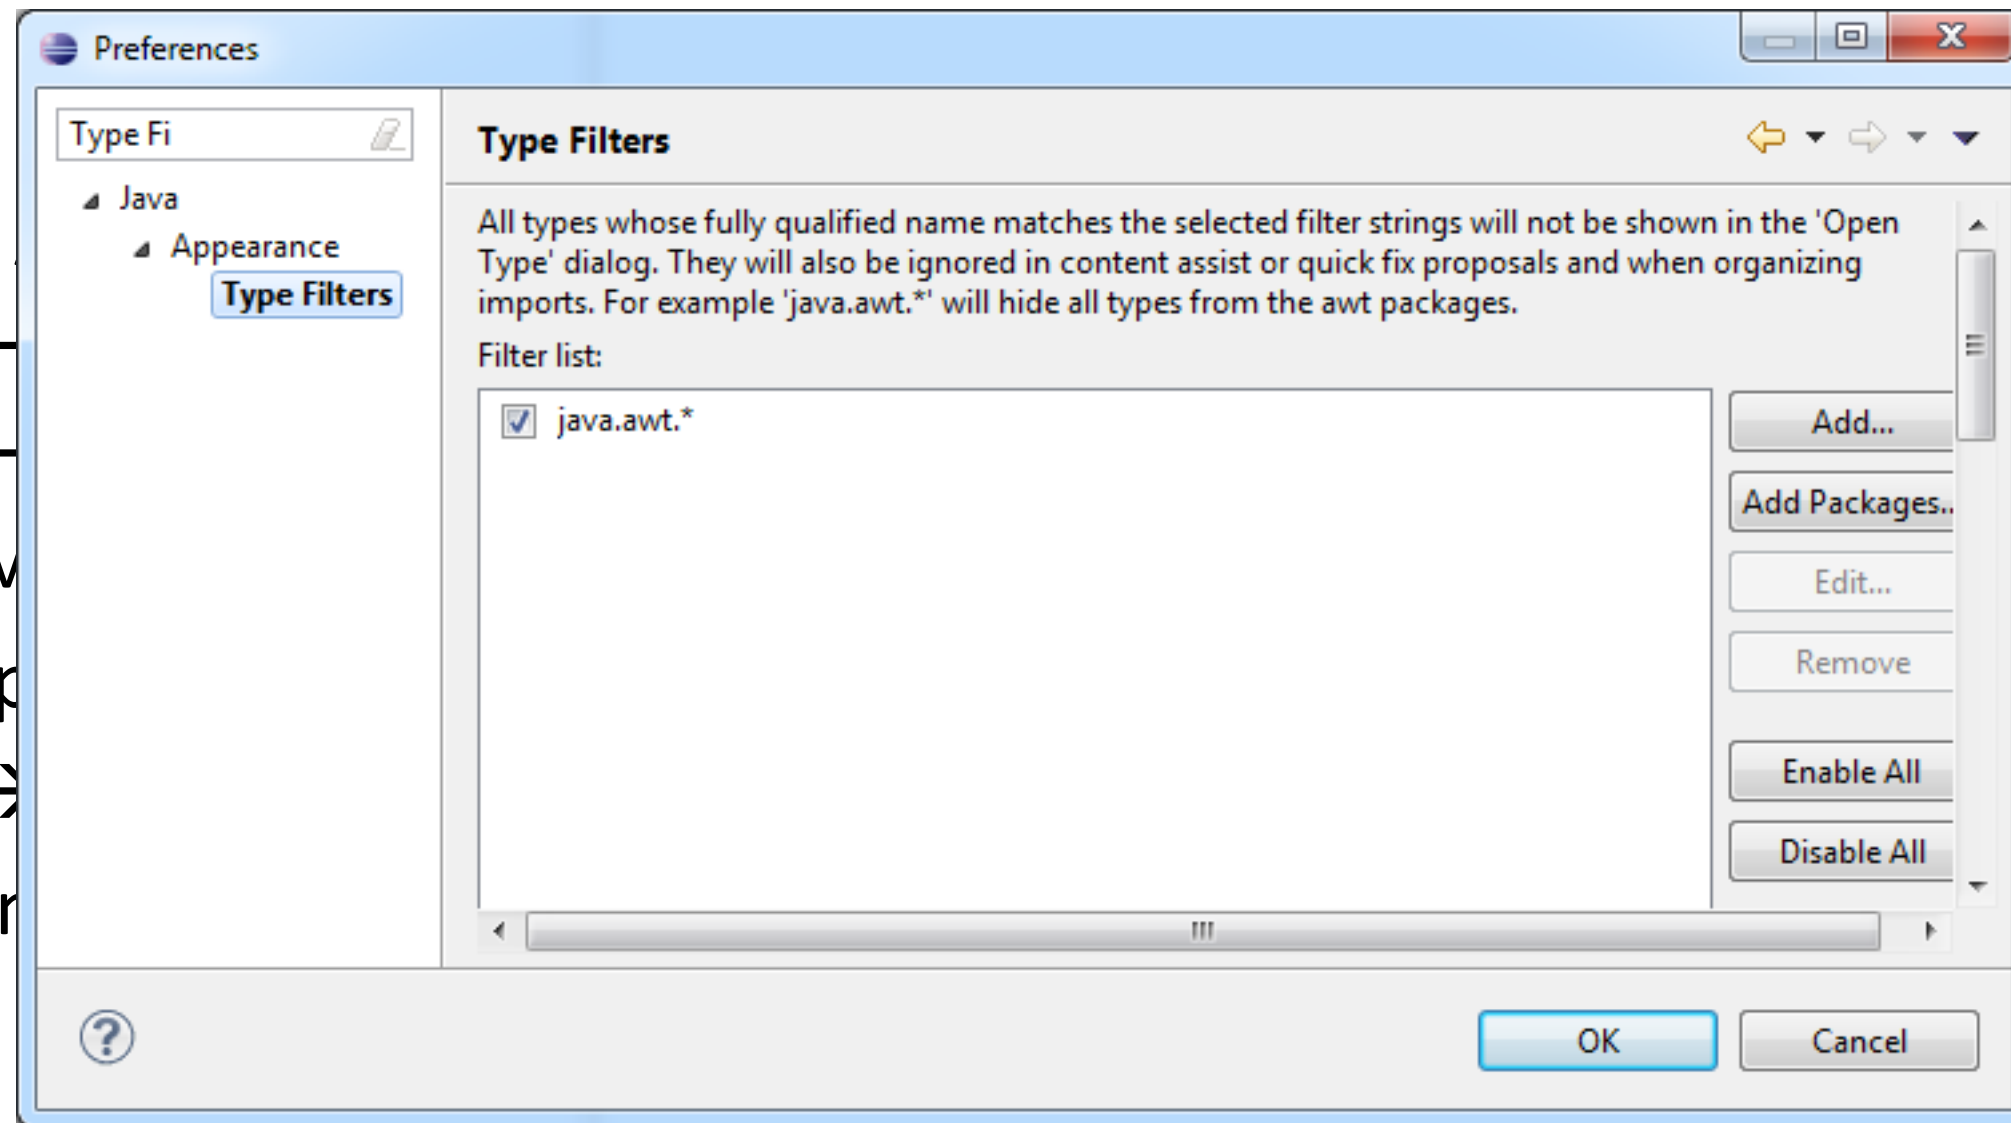 Preferences
Type Fi
Java
Appearance
Type Filters
Type Filters
All types whose fully qualified name matches the selected filter strings will not be shown in the 'Open
Type' dialog. They will also be ignored in content assist or quick fix proposals and when organizing
imports. For example 'java.awt.*' will hide all types from the awt packages.
Filter list:
java.awt.*
Add...
Add Packages..
Edit...
Remove
Enable All
Disable All
OK
Cancel